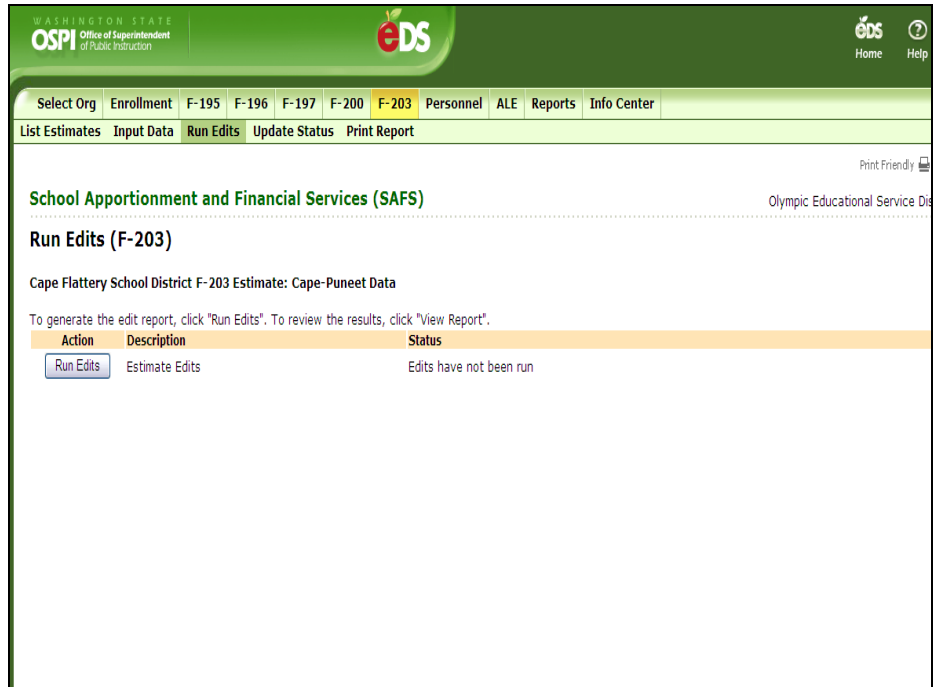 WASHINGTON STATE
OSPI Office of Superintendent
of Public Instruction
eDS
eDS
Home
?
Help
Select Org Enrollment F-195 F-196 F-197 F-200 F-203 Personnel ALE Reports Info Center
List Estimates Input Data Run Edits Update Status Print Report
Print Friendly
School Apportionment and Financial Services (SAFS)
Olympic Educational Service Dis
Run Edits (F-203)
Cape Flattery School District F-203 Estimate: Cape-Puneet Data
To generate the edit report, click "Run Edits". To review the results, click "View Report".
Action Description Status
Run Edits Estimate Edits Edits have not been run